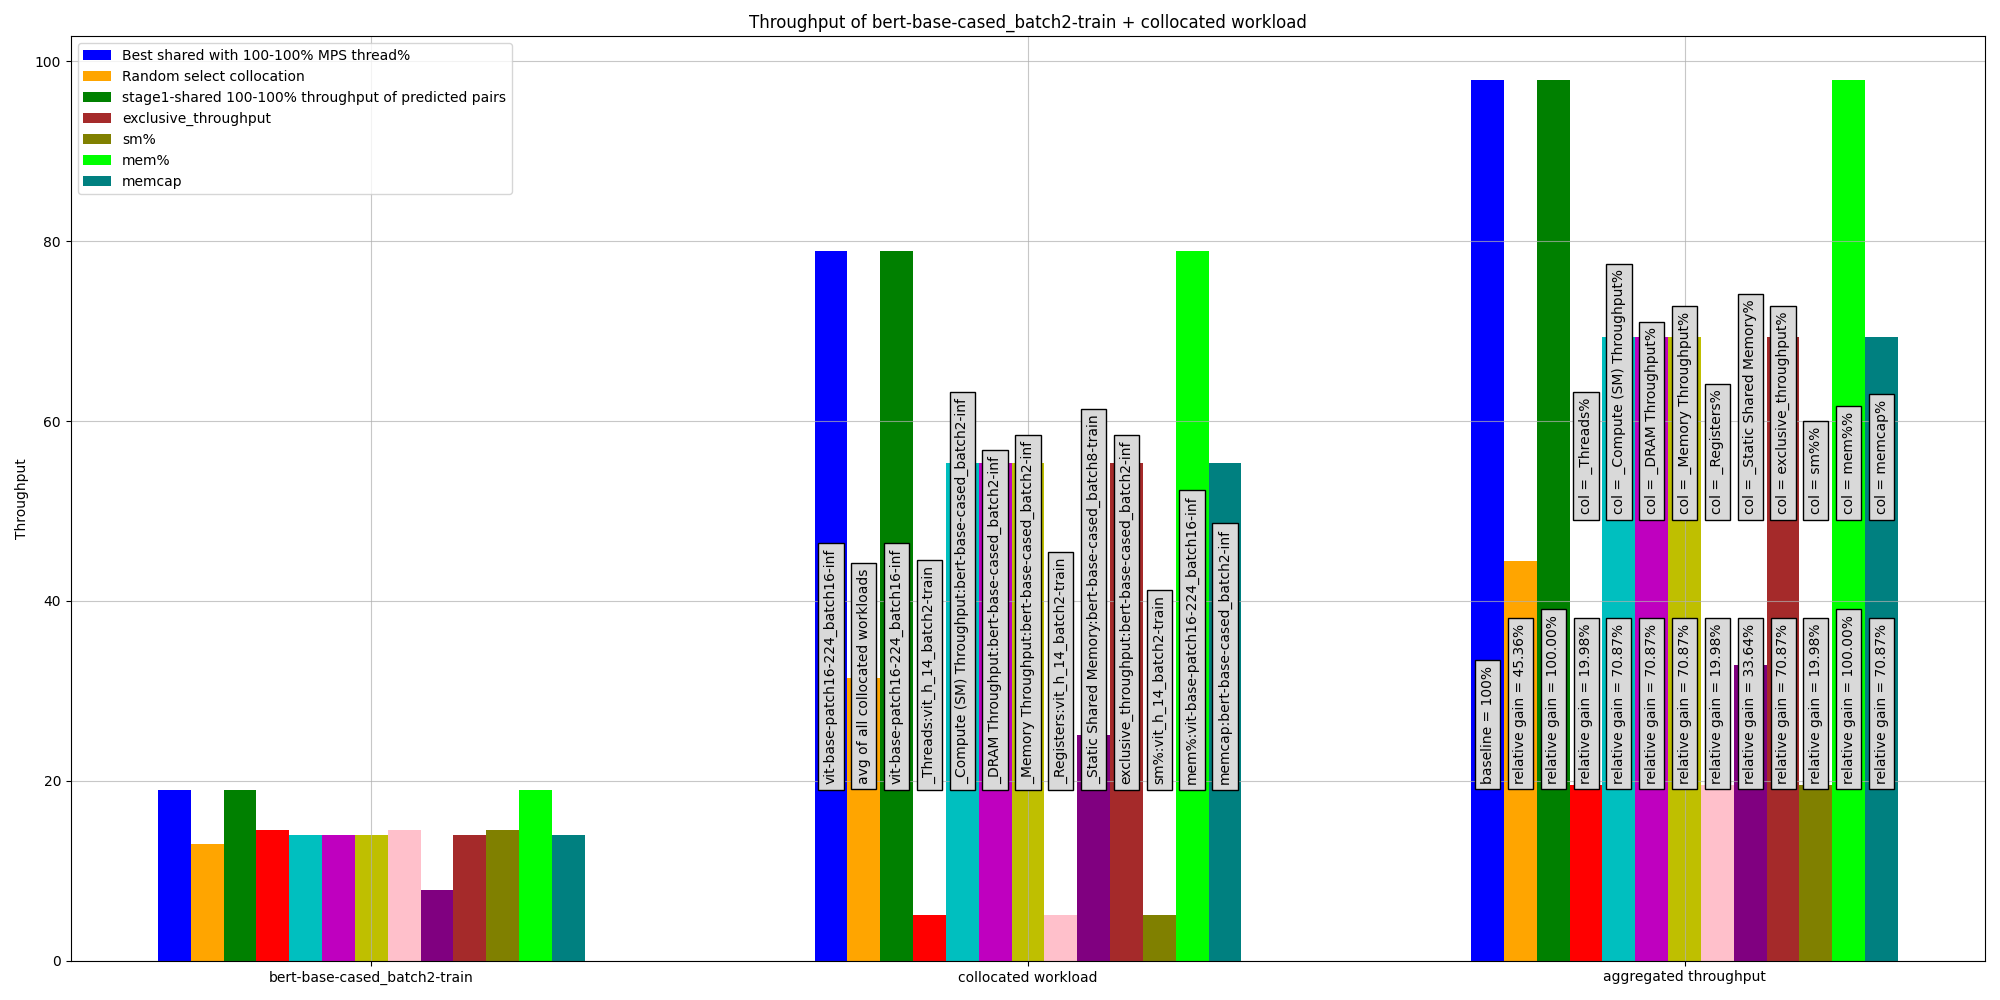 Throughput of bert-base-cased_batch2-train + collocated workload
Best shared with 100-100% MPS thread%
Random select collocation
stage1-shared 100-100% throughput of predicted pairs
exclusive_throughput
sm%
mem%
memcap
Throughput
100
80
60
40
20
0
vit-base-patch16-224_batch16-inf
avg of all collocated workloads
vit-base-patch16-224_batch16-inf
_Threads:vit_h_14_batch2-train
_Compute (SM) Throughput:bert-base-cased_batch2-inf
_DRAM Throughput:bert-base-cased_batch2-inf
_Memory Throughput:bert-base-cased_batch2-inf
_Registers:vit_h_14_batch2-train
_Static Shared Memory:bert-base-cased_batch8-train
exclusive_throughput:bert-base-cased_batch2-inf
sm%:vit_h_14_batch2-train
mem%:vit-base-patch16-224_batch16-inf
memcap:bert-base-cased_batch2-inf
col = _Threads%
col = _Compute (SM) Throughput%
col = _DRAM Throughput%
col = _Memory Throughput%
col = _Registers%
col = _Static Shared Memory%
col = exclusive_throughput%
col = sm%%
col = mem%%
col = memcap%
baseline = 100%
relative gain = 45.36%
relative gain = 100.00%
relative gain = 19.98%
relative gain = 70.87%
relative gain = 70.87%
relative gain = 70.87%
relative gain = 19.98%
relative gain = 33.64%
relative gain = 70.87%
relative gain = 19.98%
relative gain = 100.00%
relative gain = 70.87%
bert-base-cased_batch2-train
collocated workload
aggregated throughput